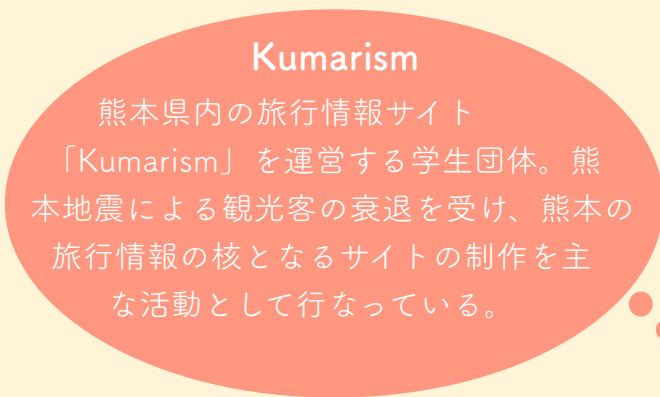 Kumarism
熊本県内の旅行情報サイト
「Kumarism」を運営する学生団体。熊
本地震による観光客の衰退を受け、熊本の
旅行情報の核となるサイトの制作を主
な活動として行なっている。